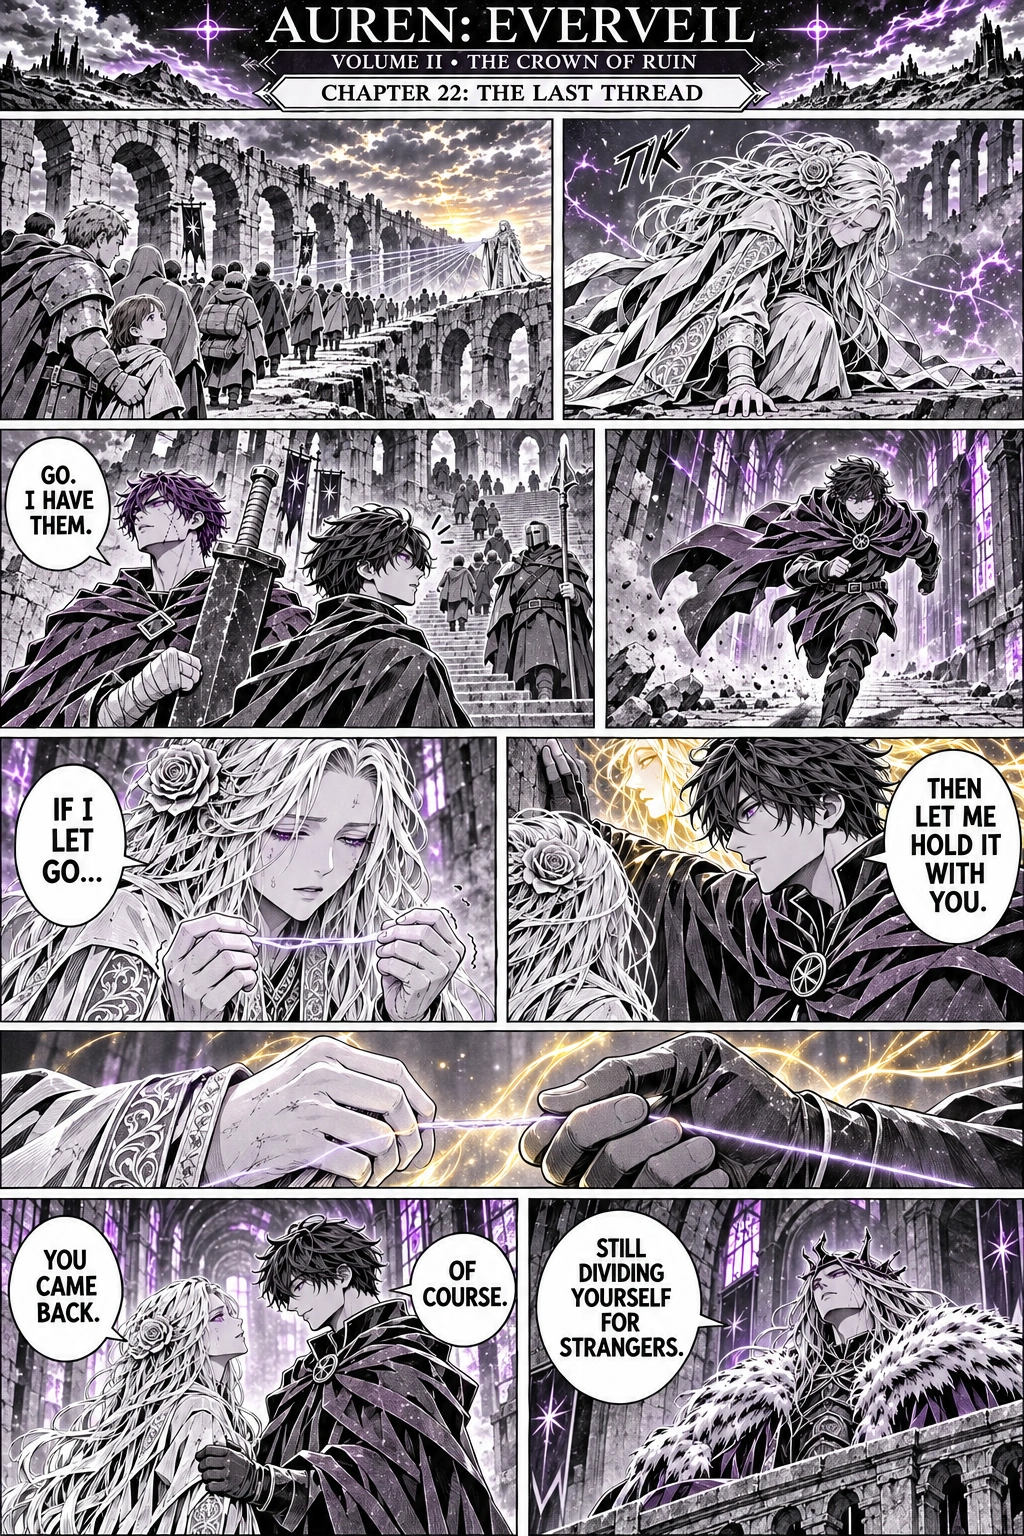 AUREN: EVERVEIL
VOLUME II • THE CROWN OF RUIN
CHAPTER 22: THE LAST THREAD
TIK
GO.
I HAVE
THEM.
IF I
LET
GO...
THEN
LET ME
HOLD IT
WITH
YOU.
YOU
CAME
BACK.
OF
COURSE.
STILL
DIVIDING
YOURSELF
FOR
STRANGERS.